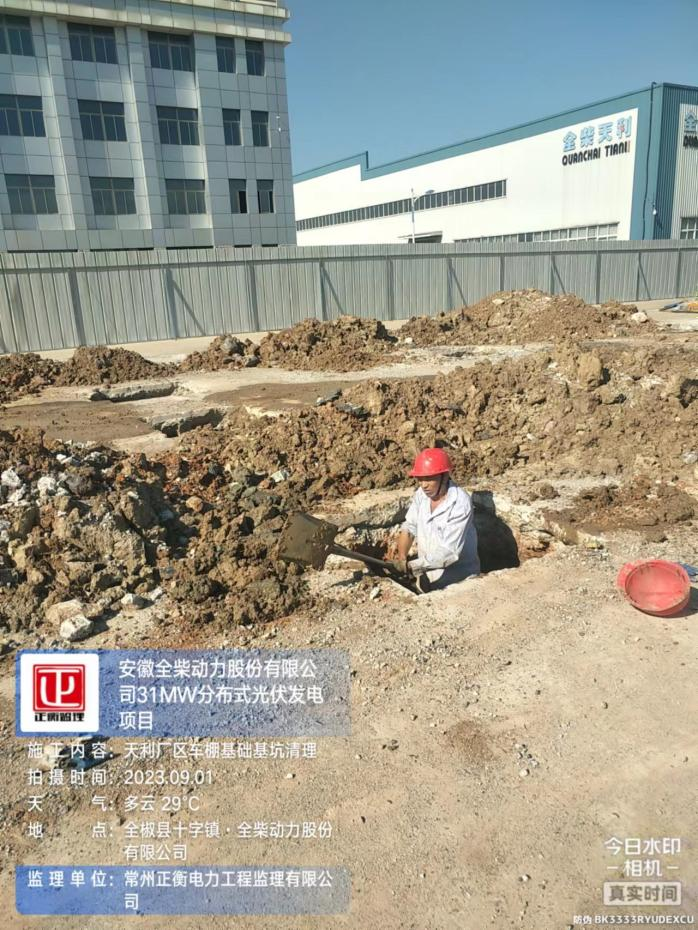 全柴天利
QUANCHAI TIANLI
全
正衡管理
安徽全柴动力股份有限公
司31MW分布式光伏发电
项目
施工内容：天利厂区车棚基础基坑清理
拍摄时间：2023.09.01
天气：多云 29℃
地点：全椒县十字镇·全柴动力股份
有限公司
监理单位：常州正衡电力工程监理有限公
司
今日水印
相机
真实时间
防伪 BK3333RYUDEXCU